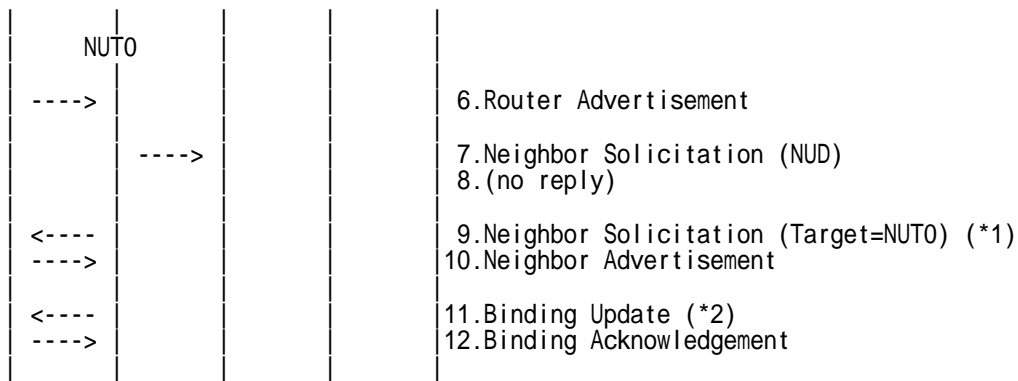 NUT0
----> 6.Router Advertisement
----> 7.Neighbor Solicitation (NUD)
8.(no reply)
<---- 9.Neighbor Solicitation (Target=NUT0) (*1)
----> 10.Neighbor Advertisement
<---- 11.Binding Update (*2)
----> 12.Binding Acknowledgement